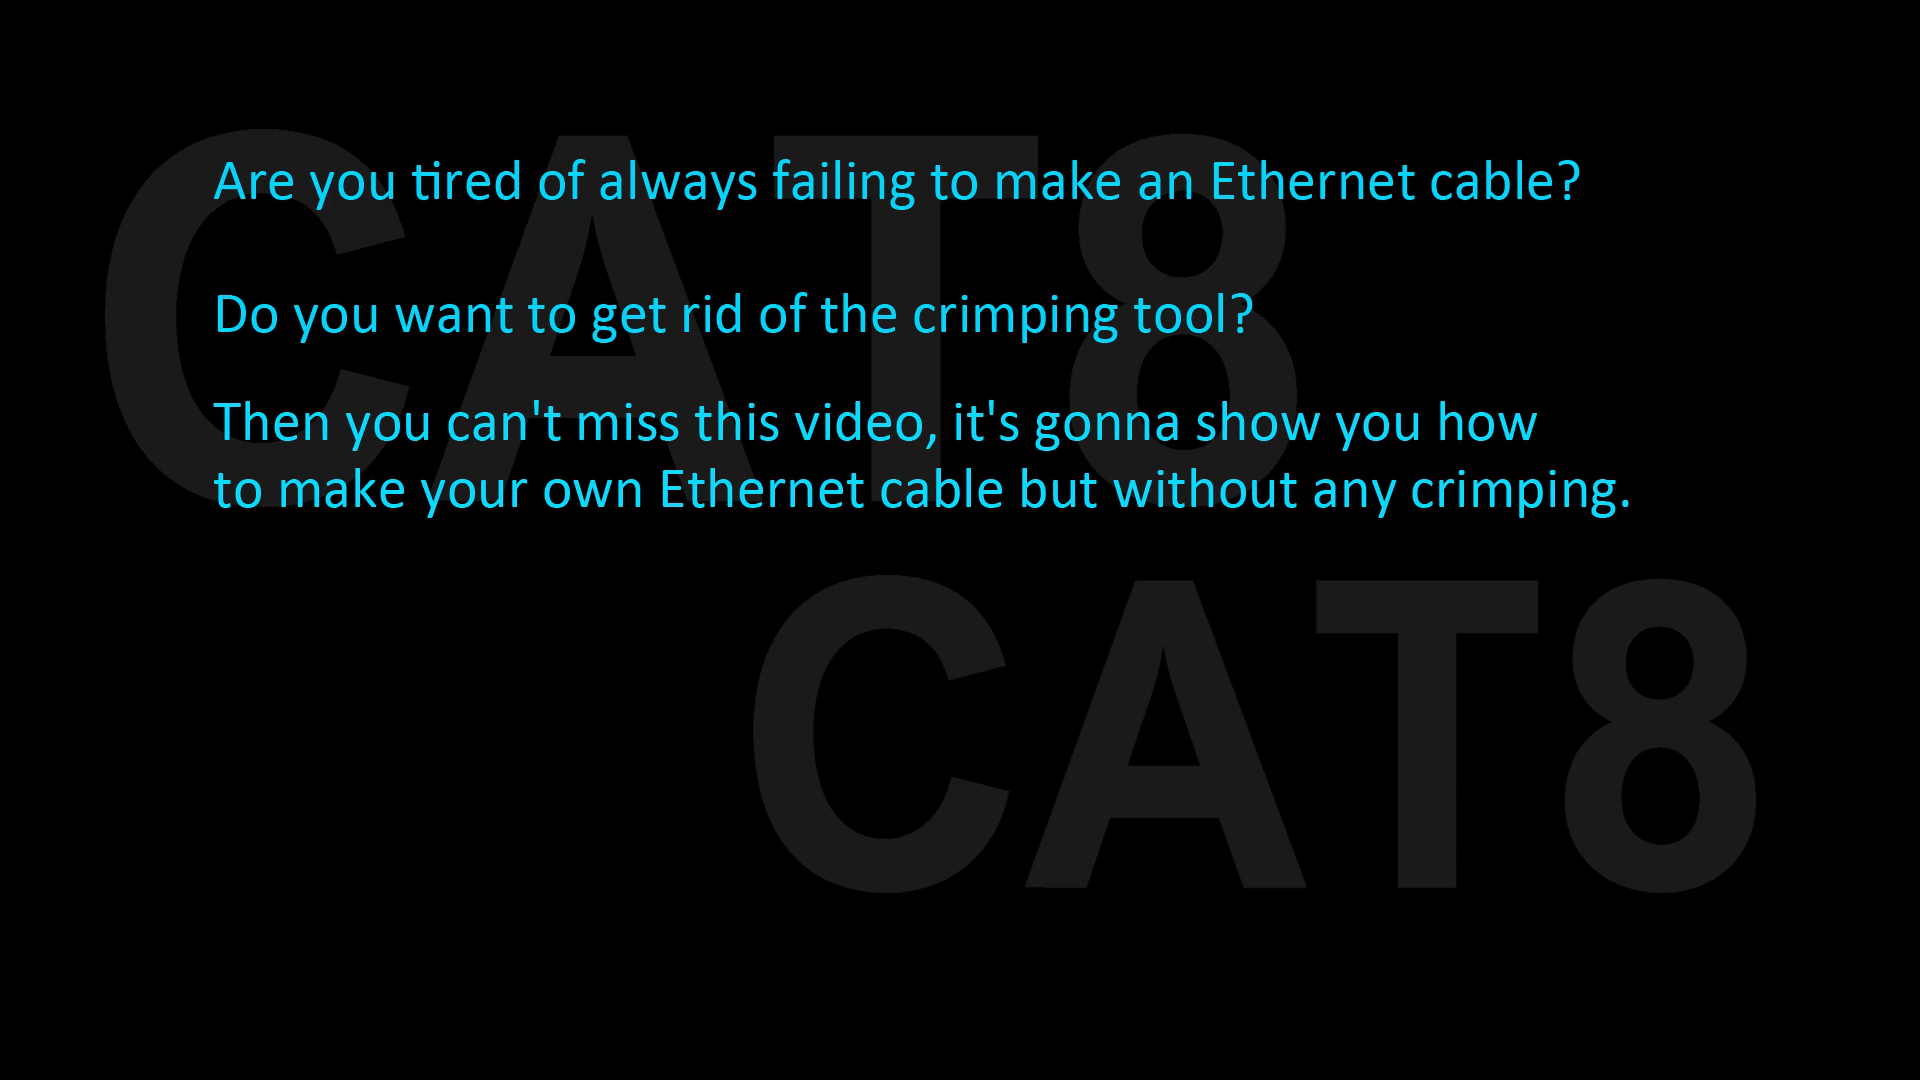 CAT8
Are you tired of always failing to make an Ethernet cable?
Do you want to get rid of the crimping tool?
Then you can't miss this video, it's gonna show you how
to make your own Ethernet cable but without any crimping.
CAT8